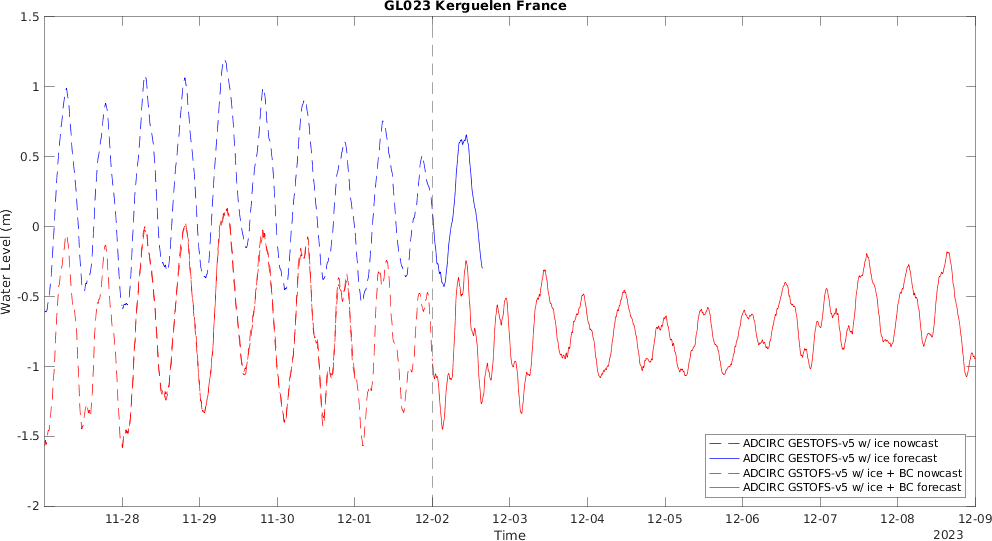 GL023 Kerguelen France
1.5
1
0.5
0
-0.5
-1
-1.5
-2
Water Level (m)
ADCIRC GESTOFS-v5 w/ ice nowcast
ADCIRC GESTOFS-v5 w/ ice forecast
ADCIRC GSTOFS-v5 w/ ice + BC nowcast
ADCIRC GSTOFS-v5 w/ ice + BC forecast
11-28 11-29 11-30 12-01 12-02 12-03 12-04 12-05 12-06 12-07 12-08 12-09
Time 2023